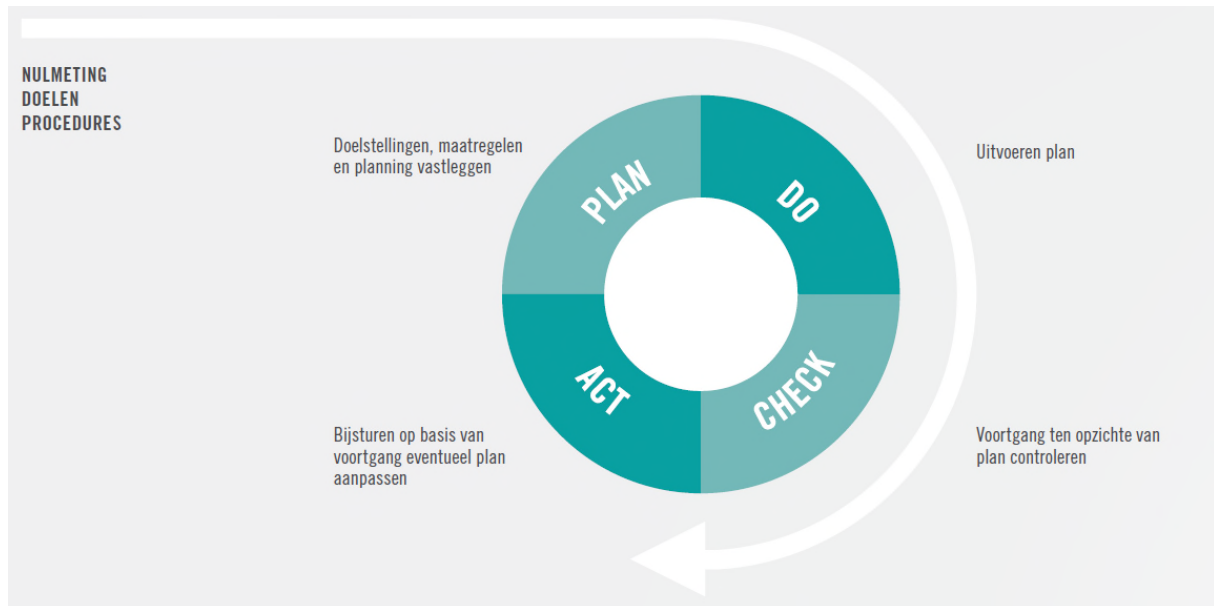 NULMETING
DOELEN
PROCEDURES
Doelstellingen, maatregelen
en planning vastleggen
PLAN
DO
Uitvoeren plan
ACT
CHECK
Bijsturen op basis van
voortgang eventueel plan
aanpassen
Voortgang ten opzichte van
plan controleren